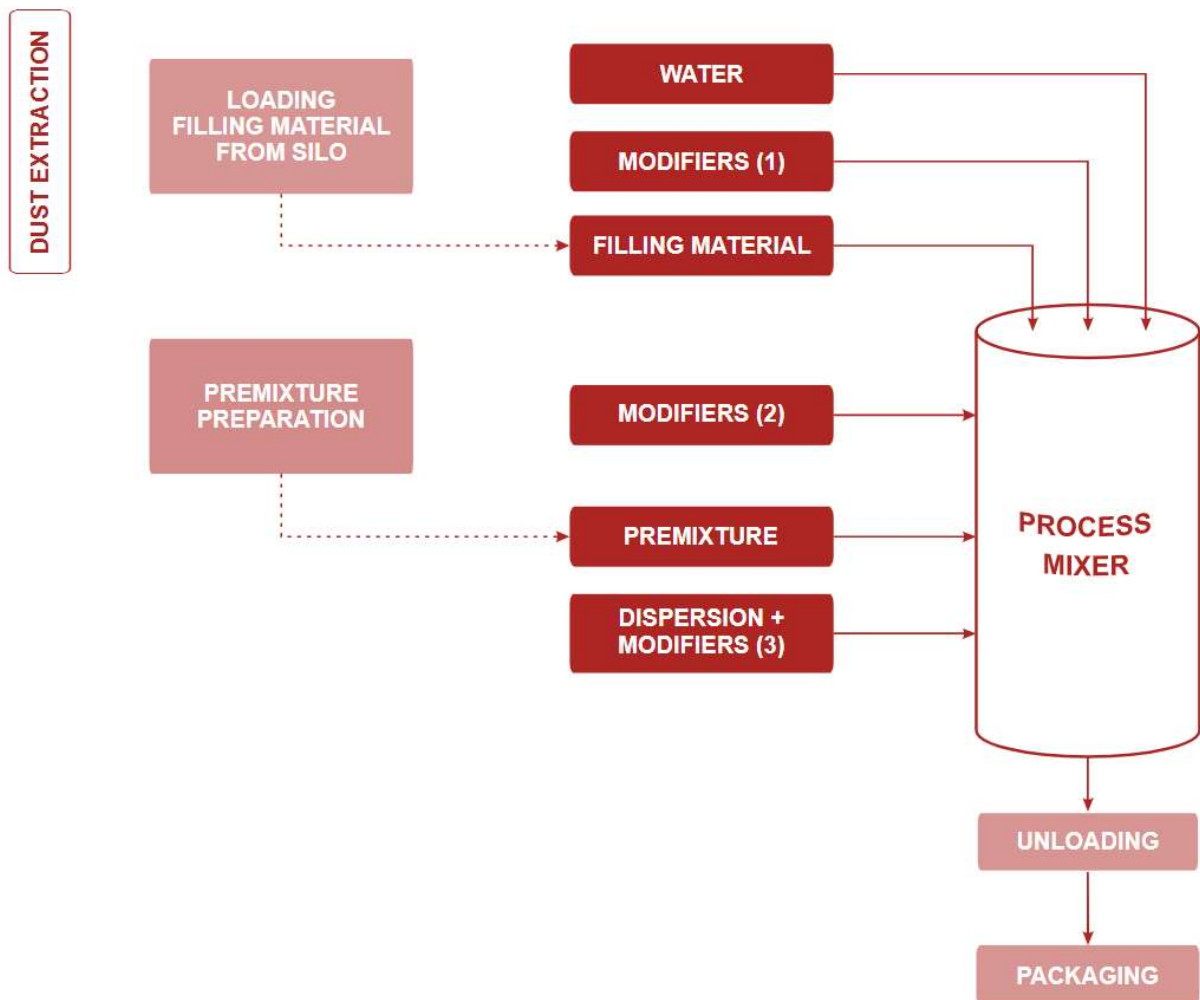 DUST EXTRACTION
LOADING
FILLING MATERIAL
FROM SILO
WATER
MODIFIERS (1)
FILLING MATERIAL
PREMIXTURE
PREPARATION
MODIFIERS (2)
PREMIXTURE
DISPERSION +
MODIFIERS (3)
PROCESS
MIXER
UNLOADING
PACKAGING